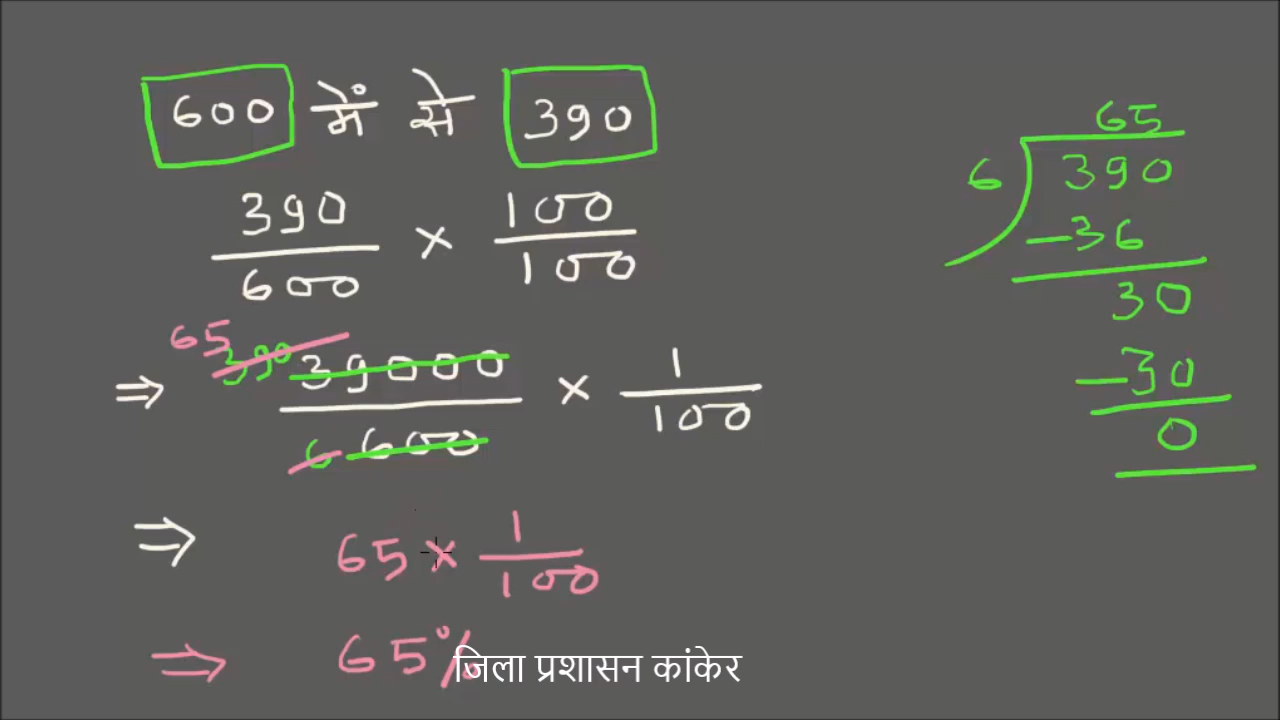 600 में से 390
390/600 × 100/100
⇒ 65 390 39000/6 600 × 1/100
⇒ 65 × 1/100
⇒ 65%
जिला प्रशासन कांकेर
65
6 390
-36
30
-30
0